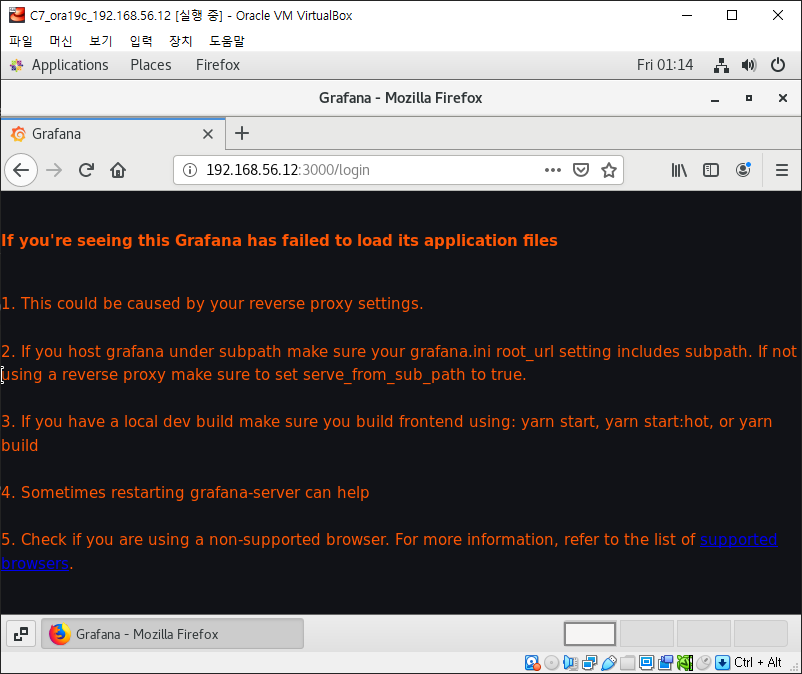 C7_ora19c_192.168.56.12 [실행 중] - Oracle VM VirtualBox
파일 머신 보기 입력 장치 도움말
Applications Places Firefox Fri 01:14
Grafana - Mozilla Firefox
Grafana
192.168.56.12:3000/login
If you're seeing this Grafana has failed to load its application files
1. This could be caused by your reverse proxy settings.
2. If you host grafana under subpath make sure your grafana.ini root_url setting includes subpath. If not
using a reverse proxy make sure to set serve_from_sub_path to true.
3. If you have a local dev build make sure you build frontend using: yarn start, yarn start:hot, or yarn
build
4. Sometimes restarting grafana-server can help
5. Check if you are using a non-supported browser. For more information, refer to the list of supported
browsers.
Grafana - Mozilla Firefox
Ctrl + Alt